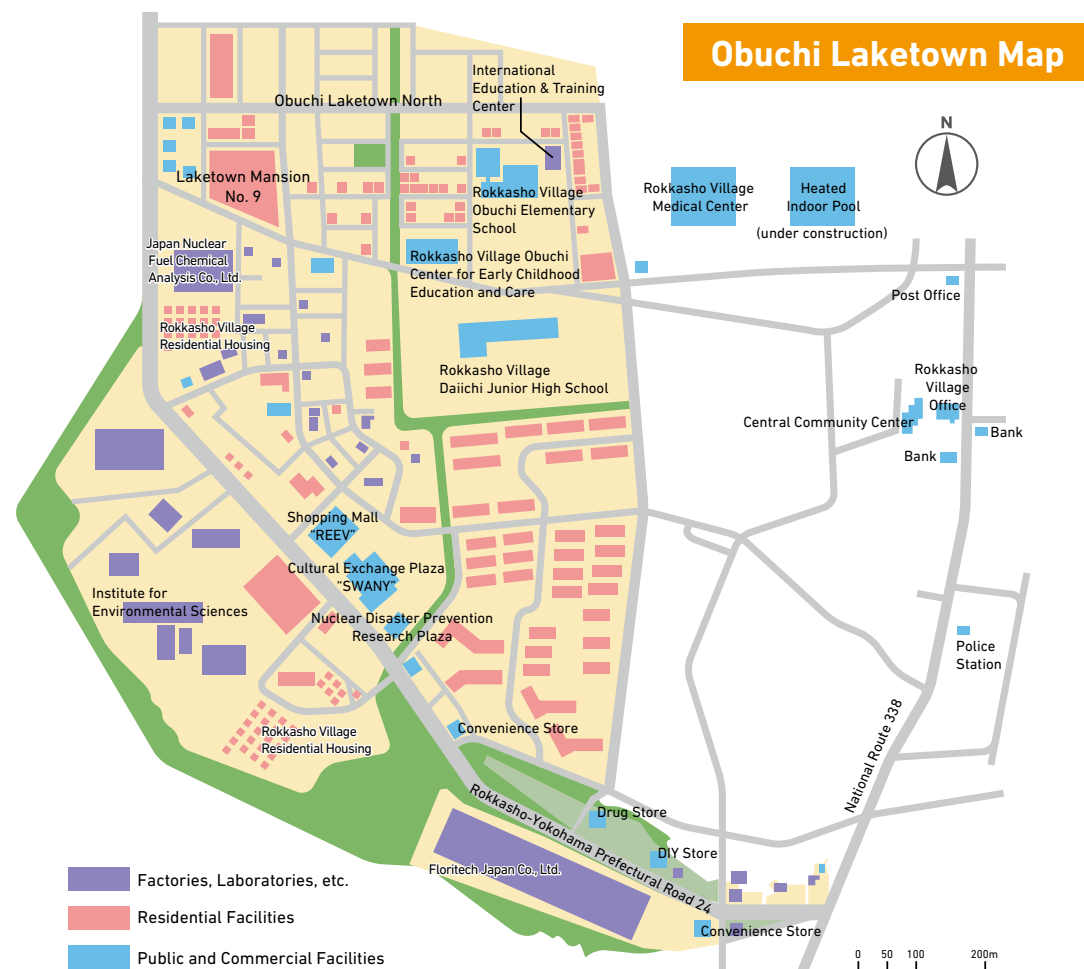 Obuchi Laketown Map
International
Education & Training
Center
Obuchi Laketown North
N
Laketown Mansion
No. 9
Rokkasho Village
Obuchi Elementary
School
Rokkasho Village
Medical Center
Heated
Indoor Pool
(under construction)
Japan Nuclear
Fuel Chemical
Analysis Co., Ltd.
Rokkasho Village Obuchi
Center for Early Childhood
Education and Care
Post Office
Rokkasho Village
Residential Housing
Rokkasho Village
Daiichi Junior High School
Rokkasho
Village
Office
Central Community Center
Bank
Bank
Shopping Mall
"REEV"
Cultural Exchange Plaza
"SWANY"
Institute for
Environmental Sciences
Nuclear Disaster Prevention
Research Plaza
Police
Station
Rokkasho Village
Residential Housing
Convenience Store
National Route 338
Rokkasho-Yokohama Prefectural Road 24
Drug Store
DIY Store
Floritech Japan Co., Ltd.
Convenience Store
Factories, Laboratories, etc.
Residential Facilities
Public and Commercial Facilities
0 50 100 200m